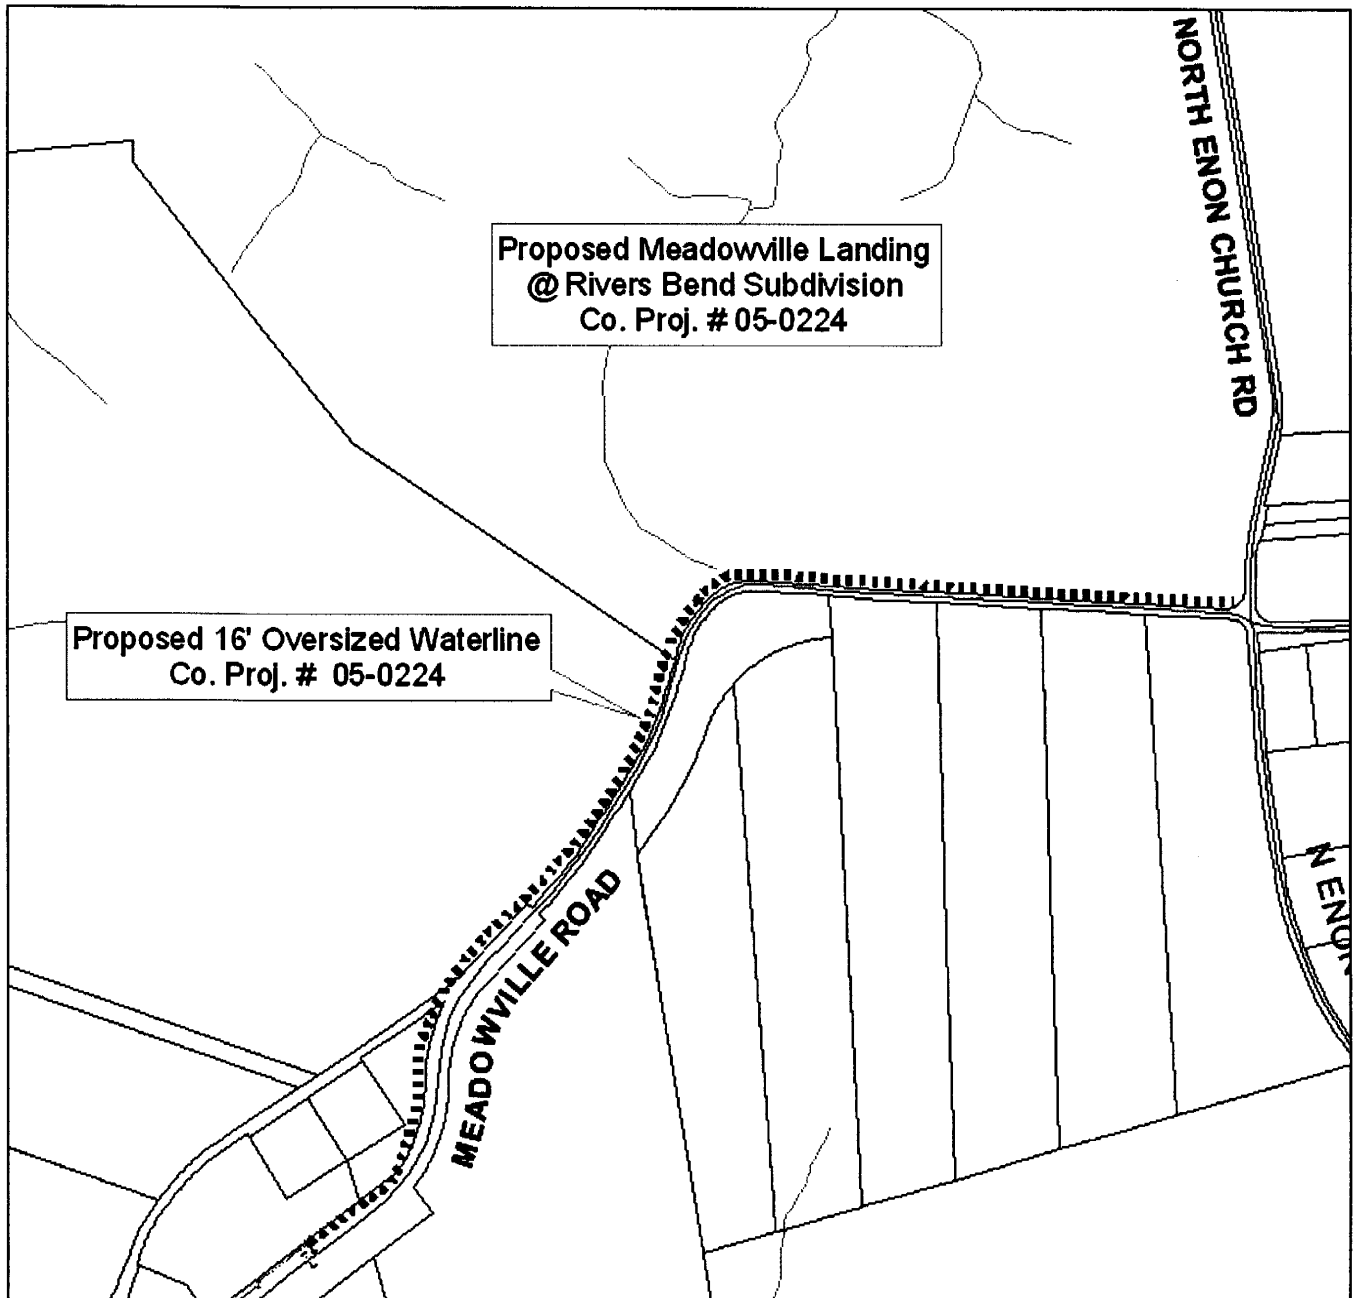 NORTH ENON CHURCH RD
Proposed Meadowville Landing
@ Rivers Bend Subdivision
Co. Proj. # 05-0224
Proposed 16' Oversized Waterline
Co. Proj. # 05-0224
MEADOWVILLE ROAD
N ENON